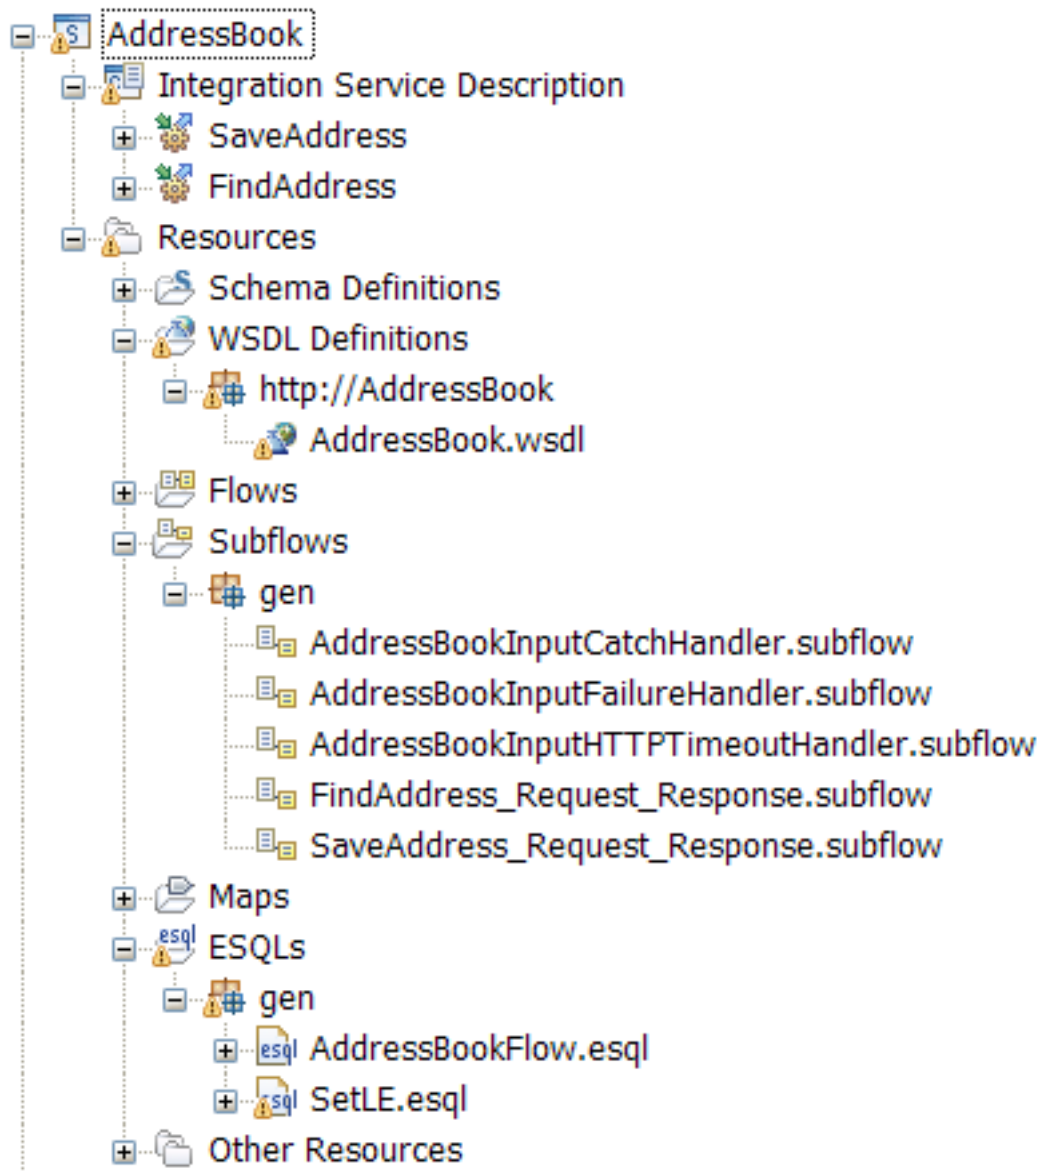 AddressBook
Integration Service Description
SaveAddress
FindAddress
Resources
Schema Definitions
WSDL Definitions
http://AddressBook
AddressBook.wsdl
Flows
Subflows
gen
AddressBookInputCatchHandler.subflow
AddressBookInputFailureHandler.subflow
AddressBookInputHTTPTimeoutHandler.subflow
FindAddress_Request_Response.subflow
SaveAddress_Request_Response.subflow
Maps
ESQLs
gen
AddressBookFlow.esql
SetLE.esql
Other Resources